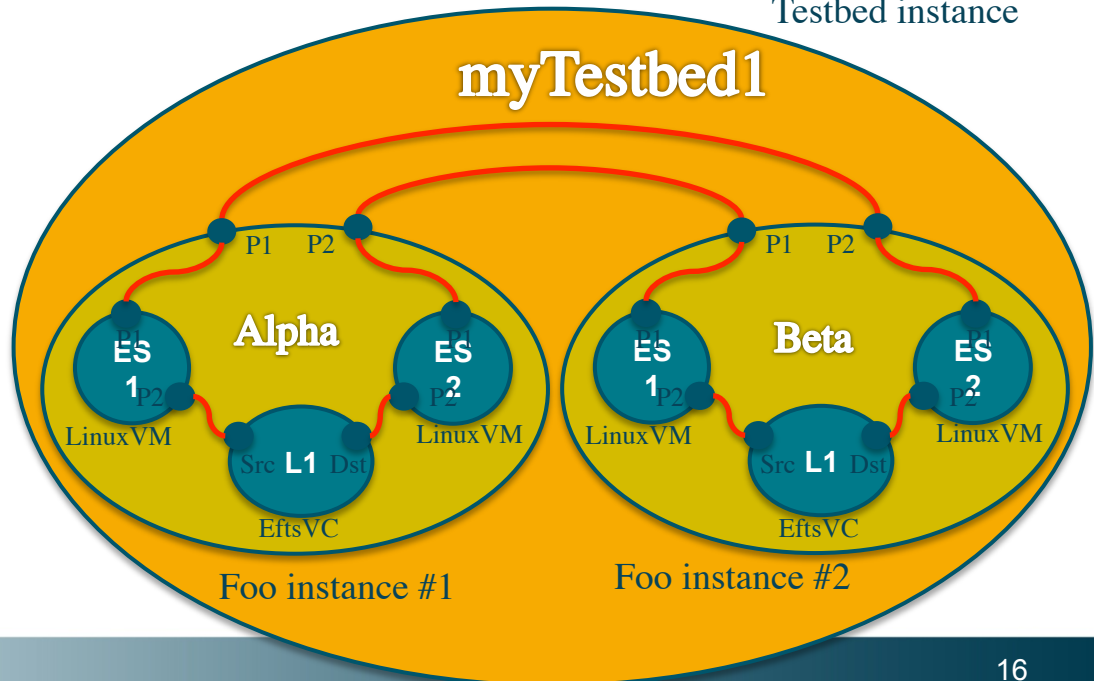 Testbed instance
myTestbed1
P1 P2
P1 P2
Alpha
Beta
P1
ES
1
P2
LinuxVM
P1
ES
2
P2
LinuxVM
Src L1 Dst
EftsVC
P1
ES
1
P2
LinuxVM
P1
ES
2
P2
LinuxVM
Src L1 Dst
EftsVC
Foo instance #1
Foo instance #2
16